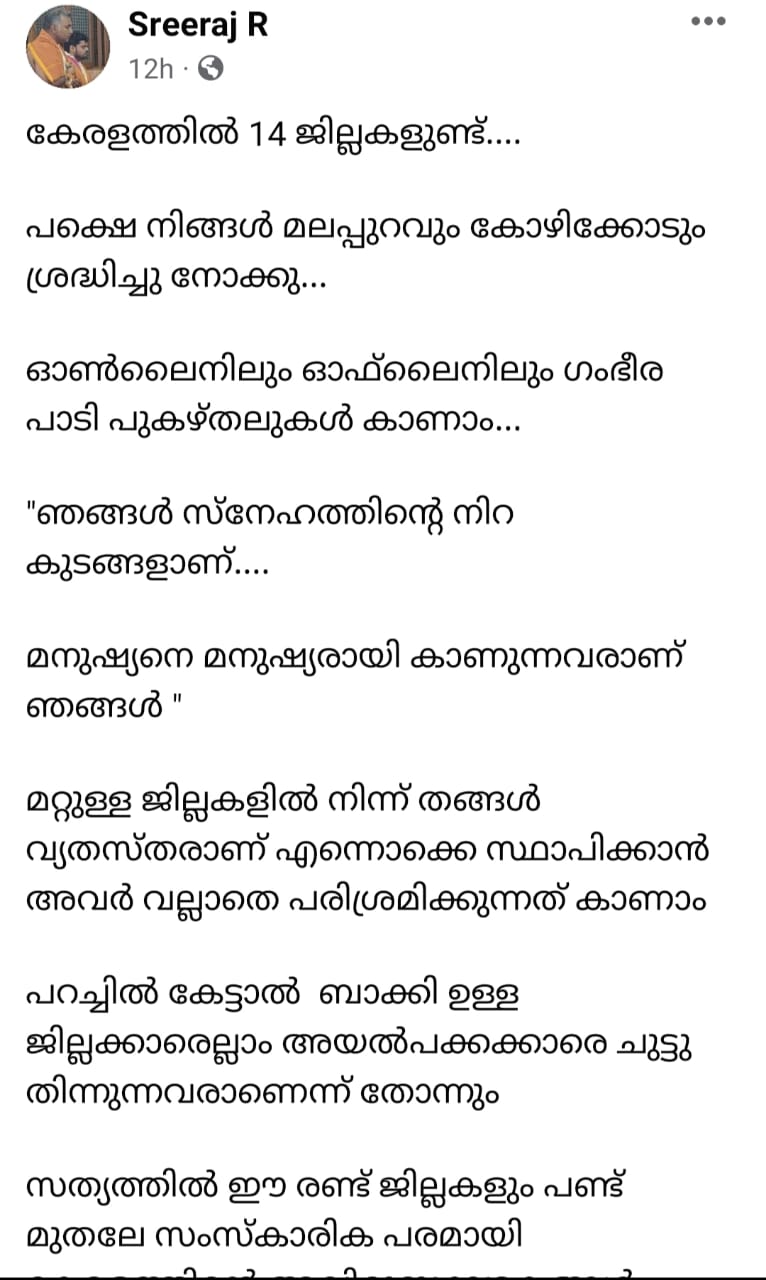 Sreeraj R
12h ·
കേരളത്തിൽ 14 ജില്ലകളുണ്ട്....
പക്ഷെ നിങ്ങൾ മലപ്പുറവും കോഴിക്കോടും
ശ്രദ്ധിച്ചു നോക്കു...
ഓൺലൈനിലും ഓഫ്‌ലൈനിലും ഗംഭീര
പാടി പുകഴ്തലുകൾ കാണാം...
"ഞങ്ങൾ സ്നേഹത്തിന്റെ നിറ
കുടങ്ങളാണ്....
മനുഷ്യനെ മനുഷ്യരായി കാണുന്നവരാണ്
ഞങ്ങൾ "
മറ്റുള്ള ജില്ലകളിൽ നിന്ന് തങ്ങൾ
വ്യതസ്തരാണ് എന്നൊക്കെ സ്ഥാപിക്കാൻ
അവർ വല്ലാതെ പരിശ്രമിക്കുന്നത് കാണാം
പറച്ചിൽ കേട്ടാൽ  ബാക്കി ഉള്ള
ജില്ലക്കാരെല്ലാം അയൽപക്കക്കാരെ ചുട്ടു
തിന്നുന്നവരാണെന്ന് തോന്നും
സത്യത്തിൽ ഈ രണ്ട് ജില്ലകളും പണ്ട്
മുതലേ സംസ്കാരിക പരമായി